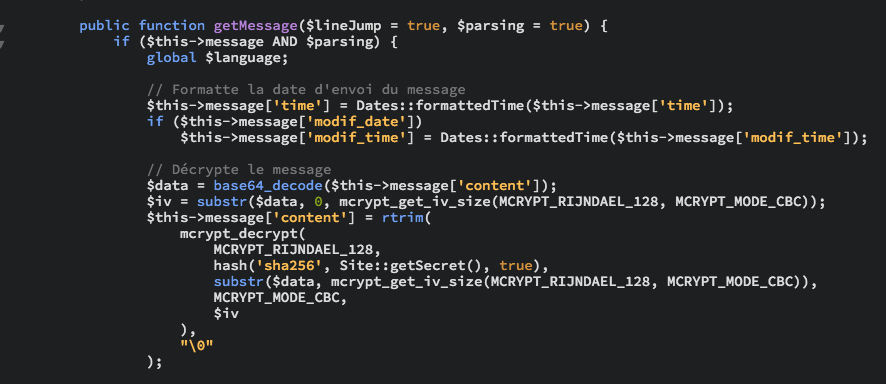 public function getMessage($lineJump = true, $parsing = true) {
if ($this->message AND $parsing) {
global $language;
// Formatte la date d'envoi du message
$this->message['time'] = Dates::formattedTime($this->message['time']);
if ($this->message['modif_date'])
$this->message['modif_time'] = Dates::formattedTime($this->message['modif_time']);
// Décrypte le message
$data = base64_decode($this->message['content']);
$iv = substr($data, 0, mcrypt_get_iv_size(MCRYPT_RIJNDAEL_128, MCRYPT_MODE_CBC));
$this->message['content'] = rtrim(
mcrypt_decrypt(
MCRYPT_RIJNDAEL_128,
hash('sha256', Site::getSecret(), true),
substr($data, mcrypt_get_iv_size(MCRYPT_RIJNDAEL_128, MCRYPT_MODE_CBC)),
MCRYPT_MODE_CBC,
$iv
),
"\0"
);